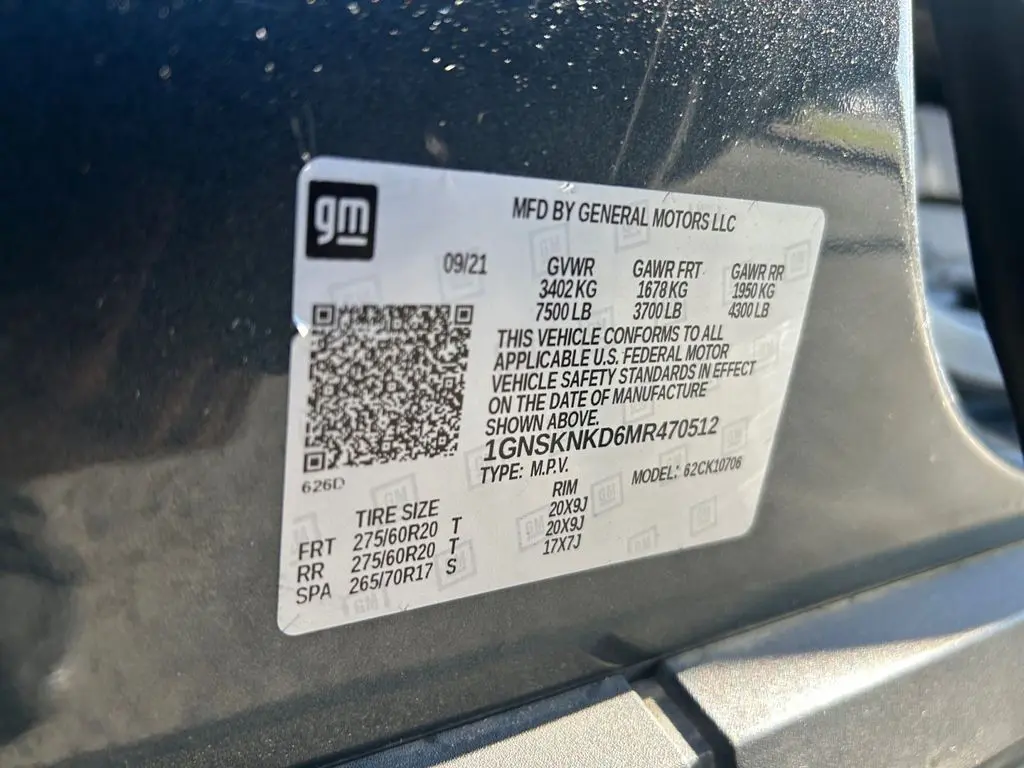 gm
MFD BY GENERAL MOTORS LLC
09/21 GVWR GAWR FRT GAWR RR
3402 KG 1678 KG 1950 KG
7500 LB 3700 LB 4300 LB
THIS VEHICLE CONFORMS TO ALL
APPLICABLE U.S. FEDERAL MOTOR
VEHICLE SAFETY STANDARDS IN EFFECT
ON THE DATE OF MANUFACTURE
SHOWN ABOVE.
1GNSKNKD6MR470512
TYPE: M.P.V. MODEL: 62CK10706
626D
TIRE SIZE RIM
FRT 275/60R20 T 20X9J
RR 275/60R20 T 20X9J
SPA 265/70R17 S 17X7J